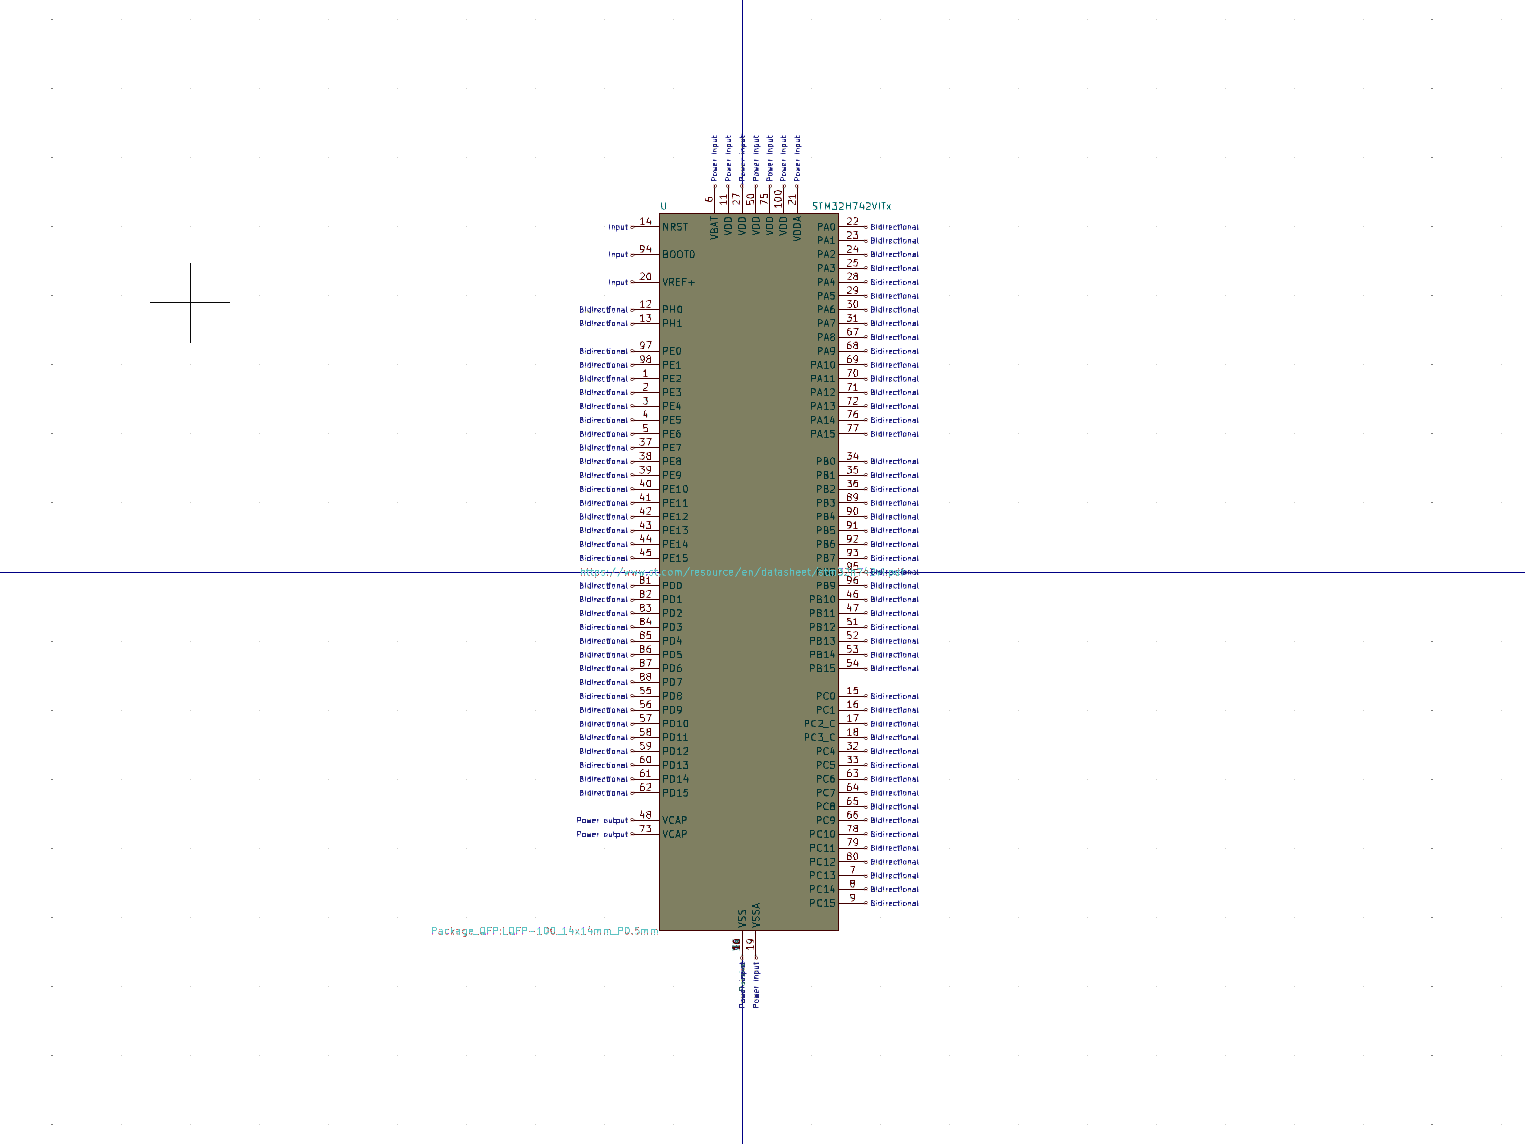 Power input Power input Power input Power input Power input Power input Power input
6 11 27 50 75 100 21
U STM32H742VITx
VBAT VDD VDD VDD VDD VDD VDDA
Input 14 NRST PA0 22 Bidirectional
PA1 23 Bidirectional
Input 94 BOOT0 PA2 24 Bidirectional
PA3 25 Bidirectional
Input 20 VREF+ PA4 28 Bidirectional
PA5 29 Bidirectional
Bidirectional 12 PH0 PA6 30 Bidirectional
Bidirectional 13 PH1 PA7 31 Bidirectional
PA8 67 Bidirectional
Bidirectional 97 PE0 PA9 68 Bidirectional
Bidirectional 98 PE1 PA10 69 Bidirectional
Bidirectional 1 PE2 PA11 70 Bidirectional
Bidirectional 2 PE3 PA12 71 Bidirectional
Bidirectional 3 PE4 PA13 72 Bidirectional
Bidirectional 4 PE5 PA14 76 Bidirectional
Bidirectional 5 PE6 PA15 77 Bidirectional
Bidirectional 37 PE7
Bidirectional 38 PE8 PB0 34 Bidirectional
Bidirectional 39 PE9 PB1 35 Bidirectional
Bidirectional 40 PE10 PB2 36 Bidirectional
Bidirectional 41 PE11 PB3 89 Bidirectional
Bidirectional 42 PE12 PB4 90 Bidirectional
Bidirectional 43 PE13 PB5 91 Bidirectional
Bidirectional 44 PE14 PB6 92 Bidirectional
Bidirectional 45 PE15 PB7 93 Bidirectional
95
Bidirectional 81 PD0 PB9 96 Bidirectional
Bidirectional 82 PD1 PB10 46 Bidirectional
Bidirectional 83 PD2 PB11 47 Bidirectional
Bidirectional 84 PD3 PB12 51 Bidirectional
Bidirectional 85 PD4 PB13 52 Bidirectional
Bidirectional 86 PD5 PB14 53 Bidirectional
Bidirectional 87 PD6 PB15 54 Bidirectional
Bidirectional 88 PD7
Bidirectional 55 PD8 PC0 15 Bidirectional
Bidirectional 56 PD9 PC1 16 Bidirectional
Bidirectional 57 PD10 PC2_C 17 Bidirectional
Bidirectional 58 PD11 PC3_C 18 Bidirectional
Bidirectional 59 PD12 PC4 32 Bidirectional
Bidirectional 60 PD13 PC5 33 Bidirectional
Bidirectional 61 PD14 PC6 63 Bidirectional
Bidirectional 62 PD15 PC7 64 Bidirectional
PC8 65 Bidirectional
Power output 48 VCAP PC9 66 Bidirectional
Power output 73 VCAP PC10 78 Bidirectional
PC11 79 Bidirectional
PC12 80 Bidirectional
PC13 7 Bidirectional
PC14 8 Bidirectional
PC15 9 Bidirectional
VSS VSSA
Package_QFP:LQFP-100_14x14mm_P0.5mm
19
Power input